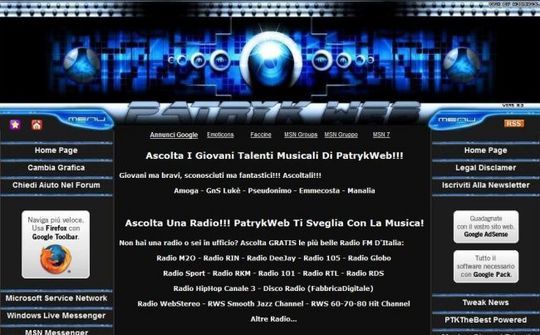 PATRYK WEB
MENU
MENU
RSS
Annunci Google Emoticons Faccine MSN Groups MSN Gruppo MSN 7
Home Page
Cambia Grafica
Chiedi Aiuto Nel Forum
Naviga più veloce.
Usa Firefox con
Google Toolbar.
Microsoft Service Network
Windows Live Messenger
MSN Messenger
Ascolta I Giovani Talenti Musicali Di PatrykWeb!!!
Giovani ma bravi, sconosciuti ma fantastici!!! Ascoltali!!!
Amoga - GnS Lukè - Pseudonimo - Emmecosta - Manalia
Ascolta Una Radio!!! PatrykWeb Ti Sveglia Con La Musica!
Non hai una radio o sei in ufficio? Ascolta GRATIS le più belle Radio FM D'Italia:
Radio M2O - Radio RIN - Radio DeeJay - Radio 105 - Radio Globo
Radio Sport - Radio RKM - Radio 101 - Radio RTL - Radio RDS
Radio HipHop Canale 3 - Disco Radio (FabbricaDigitale)
Radio WebStereo - RWS Smooth Jazz Channel - RWS 60-70-80 Hit Channel
Altre Radio...
Home Page
Legal Disclamer
Iscriviti Alla Newsletter
Guadagnate
con il vostro sito web.
Google AdSense
Tutto il
software necessario
con Google Pack.
Tweak News
PTKTheBest Powered